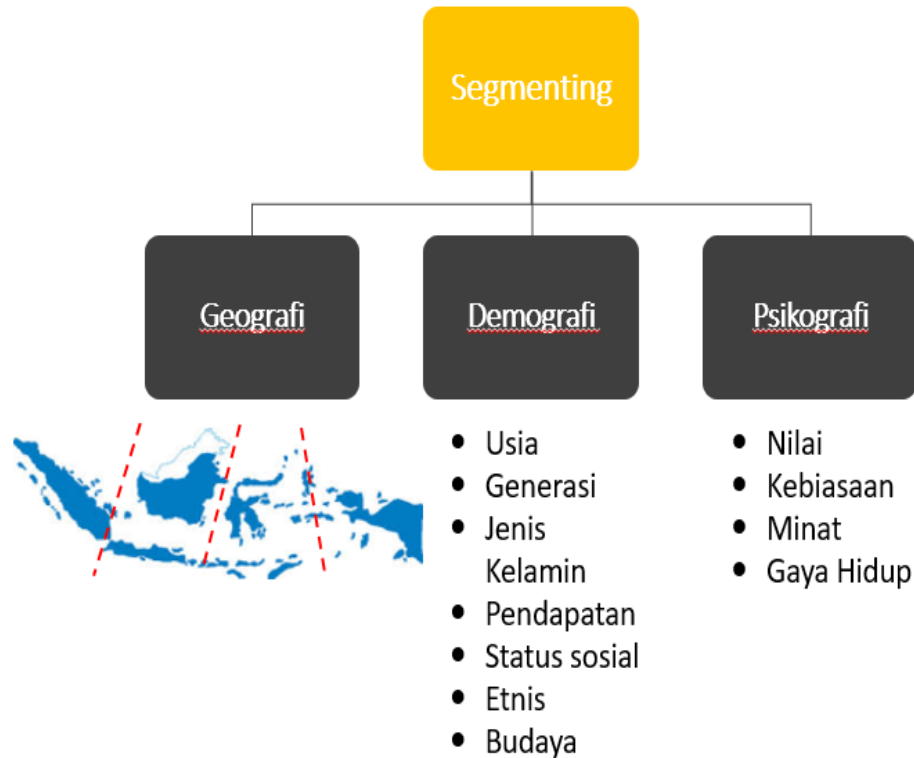 Segmenting
Geografi
Demografi
Psikografi
• Usia
• Generasi
• Jenis
Kelamin
• Pendapatan
• Status sosial
• Etnis
• Budaya
• Nilai
• Kebiasaan
• Minat
• Gaya Hidup